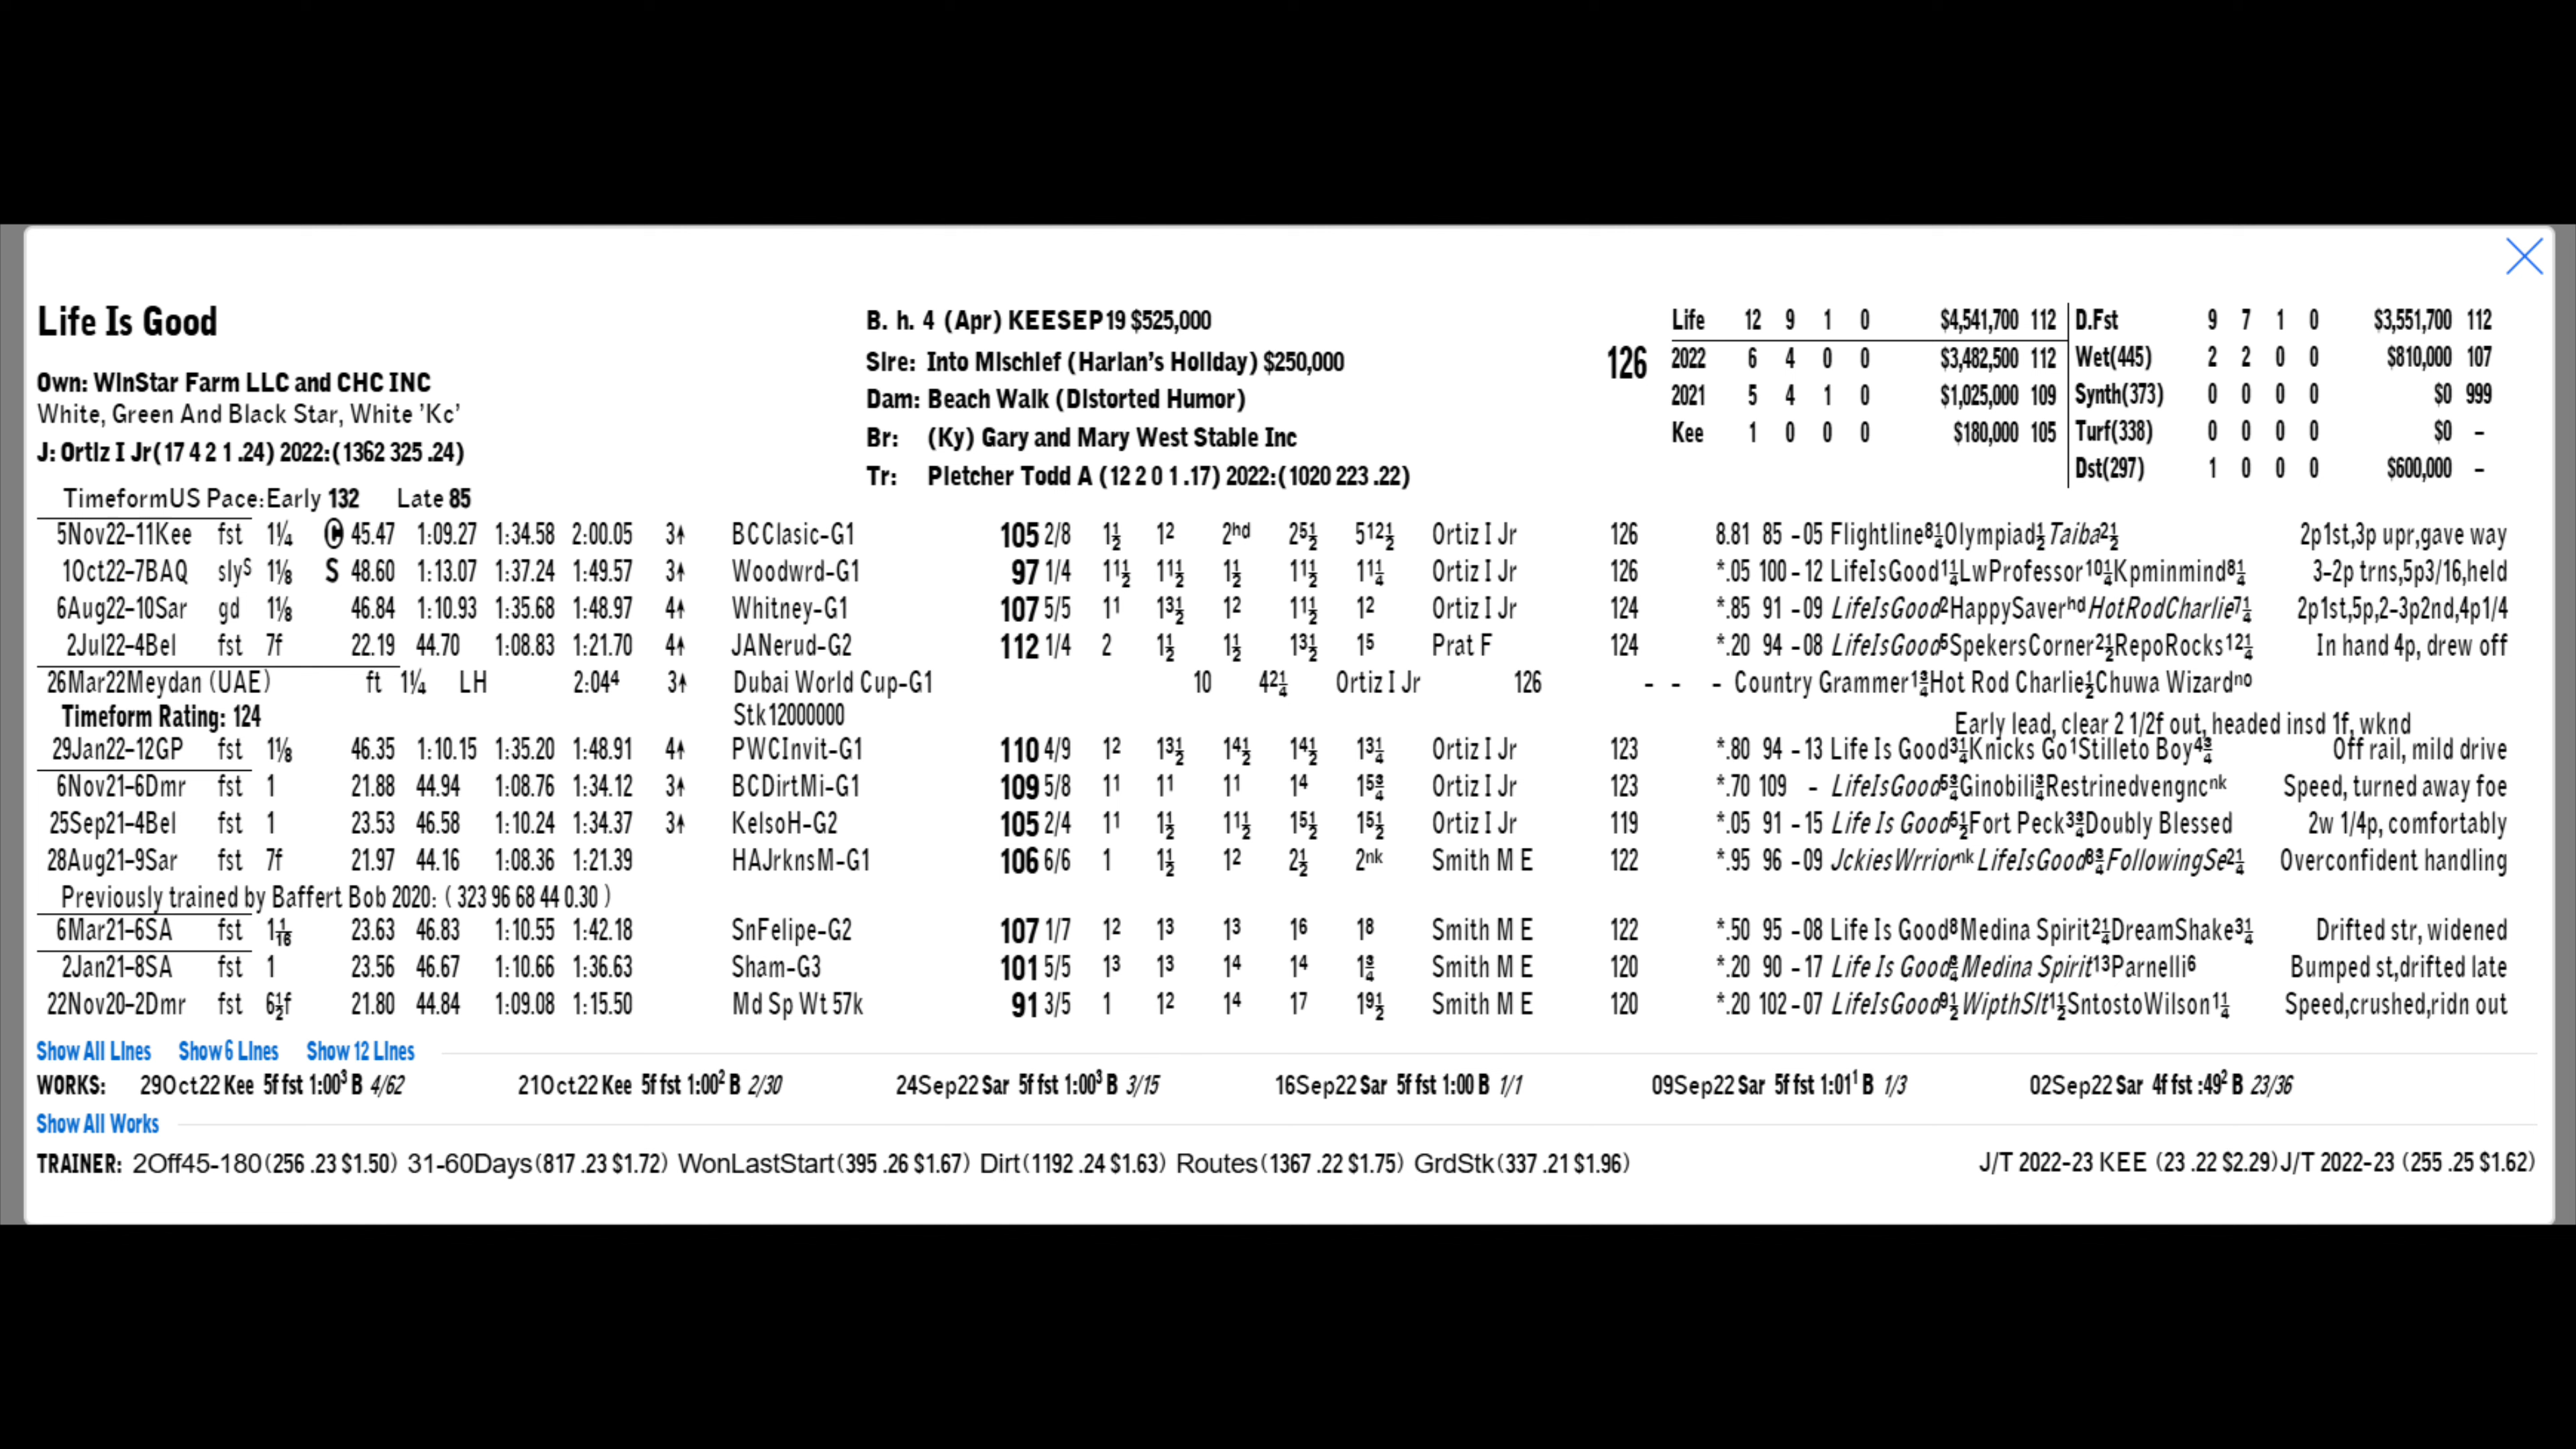 Life Is Good
Own: WInStar Farm LLC and CHC INC
White, Green And Black Star, White 'Kc'
J: OrtIz I Jr(17 4 2 1 .24) 2022:(1362 325 .24)
B. h. 4 (Apr) KEESEP 19 $525,000
SIre: Into MIschief (Harlan's HolIday) $250,000
Dam: Beach Walk (DIstorted Humor)
Br: (Ky) Gary and Mary West Stable Inc
Tr: Pletcher Todd A (12 2 0 1 .17) 2022:(1020 223 .22)
126
Life 12 9 1 0 $4,541,700 112
2022 6 4 0 0 $3,482,500 112
2021 5 4 1 0 $1,025,000 109
Kee 1 0 0 0 $180,000 105
D.Fst 9 7 1 0 $3,551,700 112
Wet(445) 2 2 0 0 $810,000 107
Synth(373) 0 0 0 0 $0 999
Turf(338) 0 0 0 0 $0 -
Dst(297) 1 0 0 0 $600,000 -
TimeformUS Pace:Early 132 Late 85
5Nov22-11Kee fst 1¼ C 45.47 1:09.27 1:34.58 2:00.05 3↑ BCClasic-G1 105 2/8 1½ 1² 2hd 25½ 512½ Ortiz I Jr 126 8.81 85 -05 Flightline8¼Olympiad½Taiba2½ 2p1st,3p upr,gave way
1Oct22-7BAQ slyS 1⅛ S 48.60 1:13.07 1:37.24 1:49.57 3↑ Woodwrd-G1 97 1/4 11½ 11½ 1½ 11½ 11¼ Ortiz I Jr 126 *.05 100 -12 LifeIsGood1¼LwProfessor10¼Kpminmind8¼ 3-2p trns,5p3/16,held
6Aug22-10Sar gd 1⅛ 46.84 1:10.93 1:35.68 1:48.97 4↑ Whitney-G1 107 5/5 1¹ 13½ 1² 11½ 1² Ortiz I Jr 124 *.85 91 -09 LifeIsGood²HappySaverhdHotRodCharlie7¼ 2p1st,5p,2-3p2nd,4p1/4
2Jul22-4Bel fst 7f 22.19 44.70 1:08.83 1:21.70 4↑ JANerud-G2 112 1/4 2 1½ 1½ 13½ 1⁵ Prat F 124 *.20 94 -08 LifeIsGood⁵SpekersCorner2½RepoRocks12¼ In hand 4p, drew off
26Mar22Meydan (UAE) ft 1¼ LH 2:04⁴ 3↑ Dubai World Cup-G1 10 42¼ Ortiz I Jr 126 - - - Country Grammer1¾Hot Rod Charlie½Chuwa Wizardno
Timeform Rating: 124 Stk 12000000 Early lead, clear 2 1/2f out, headed insd 1f, wknd
29Jan22-12GP fst 1⅛ 46.35 1:10.15 1:35.20 1:48.91 4↑ PWCInvit-G1 110 4/9 1² 13½ 14½ 14½ 13¼ Ortiz I Jr 123 *.80 94 -13 Life Is Good3¼Knicks Go¹Stilleto Boy4¾ Off rail, mild drive
6Nov21-6Dmr fst 1 21.88 44.94 1:08.76 1:34.12 3↑ BCDirtMi-G1 109 5/8 1¹ 1¹ 1¹ 1⁴ 15¾ Ortiz I Jr 123 *.70 109 - LifeIsGood5¾Ginobili¾Restrinedvengncnk Speed, turned away foe
25Sep21-4Bel fst 1 23.53 46.58 1:10.24 1:34.37 3↑ KelsoH-G2 105 2/4 1¹ 1½ 11½ 15½ 15½ Ortiz I Jr 119 *.05 91 -15 Life Is Good5½Fort Peck3¾Doubly Blessed 2w 1/4p, comfortably
28Aug21-9Sar fst 7f 21.97 44.16 1:08.36 1:21.39 HAJrknsM-G1 106 6/6 1 1½ 1² 2½ 2nk Smith M E 122 *.95 96 -09 JckiesWrriornkLifeIsGood8¾FollowingSe2¼ Overconfident handling
Previously trained by Baffert Bob 2020: ( 323 96 68 44 0.30 )
6Mar21-6SA fst 1 1/16 23.63 46.83 1:10.55 1:42.18 SnFelipe-G2 107 1/7 1² 1³ 1³ 1⁶ 1⁸ Smith M E 122 *.50 95 -08 Life Is Good⁸Medina Spirit2¼DreamShake3¼ Drifted str, widened
2Jan21-8SA fst 1 23.56 46.67 1:10.66 1:36.63 Sham-G3 101 5/5 1³ 1³ 1⁴ 1⁴ 1¾ Smith M E 120 *.20 90 -17 Life Is Good¾Medina Spirit¹³Parnelli⁶ Bumped st,drifted late
22Nov20-2Dmr fst 6½f 21.80 44.84 1:09.08 1:15.50 Md Sp Wt 57k 91 3/5 1 1² 1⁴ 1⁷ 19½ Smith M E 120 *.20 102 -07 LifeIsGood9½WipthSlt1½SntostoWilson1¼ Speed,crushed,ridn out
Show All LInes Show 6 LInes Show 12 LInes
WORKS: 29Oct22 Kee 5f fst 1:00³ B 4/62 21Oct22 Kee 5f fst 1:00² B 2/30 24Sep22 Sar 5f fst 1:00³ B 3/15 16Sep22 Sar 5f fst 1:00 B 1/1 09Sep22 Sar 5f fst 1:01¹ B 1/3 02Sep22 Sar 4f fst :49² B 23/36
Show All Works
TRAINER: 2Off45-180(256 .23 $1.50) 31-60Days(817 .23 $1.72) WonLastStart(395 .26 $1.67) Dirt(1192 .24 $1.63) Routes(1367 .22 $1.75) GrdStk(337 .21 $1.96) J/T 2022-23 KEE (23 .22 $2.29) J/T 2022-23 (255 .25 $1.62)